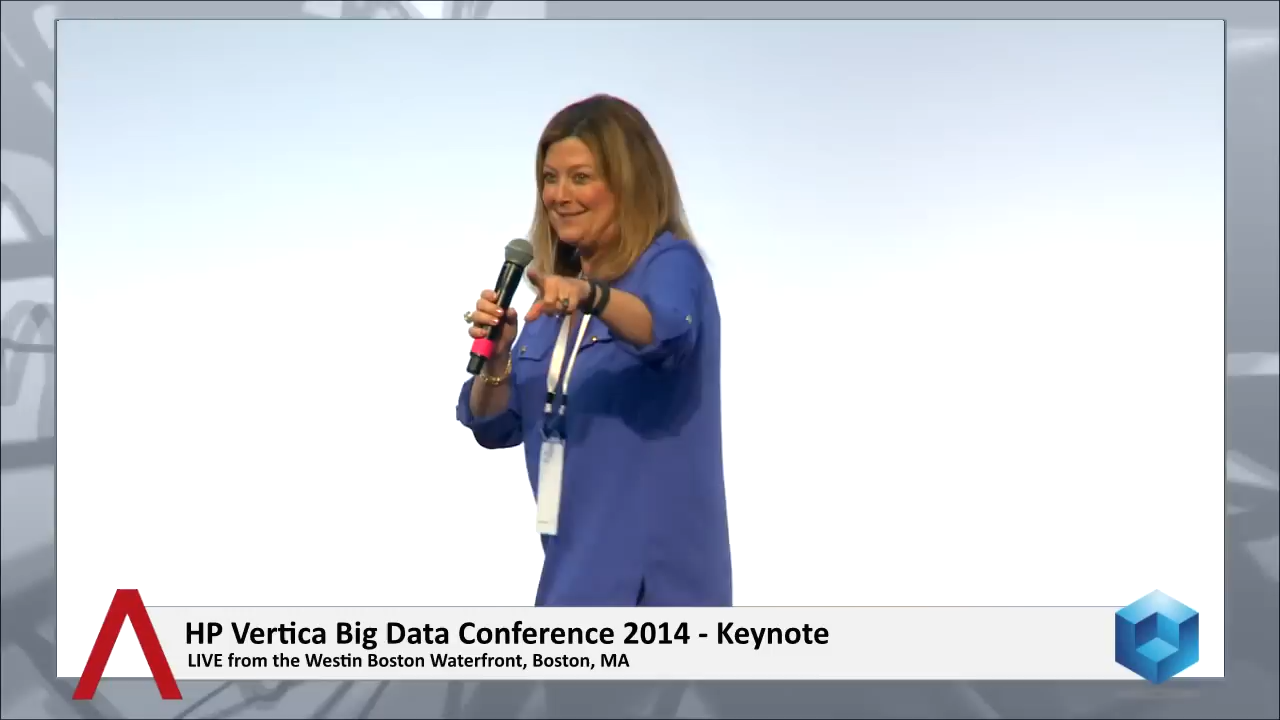 HP Vertica Big Data Conference 2014 - Keynote
LIVE from the Westin Boston Waterfront, Boston, MA